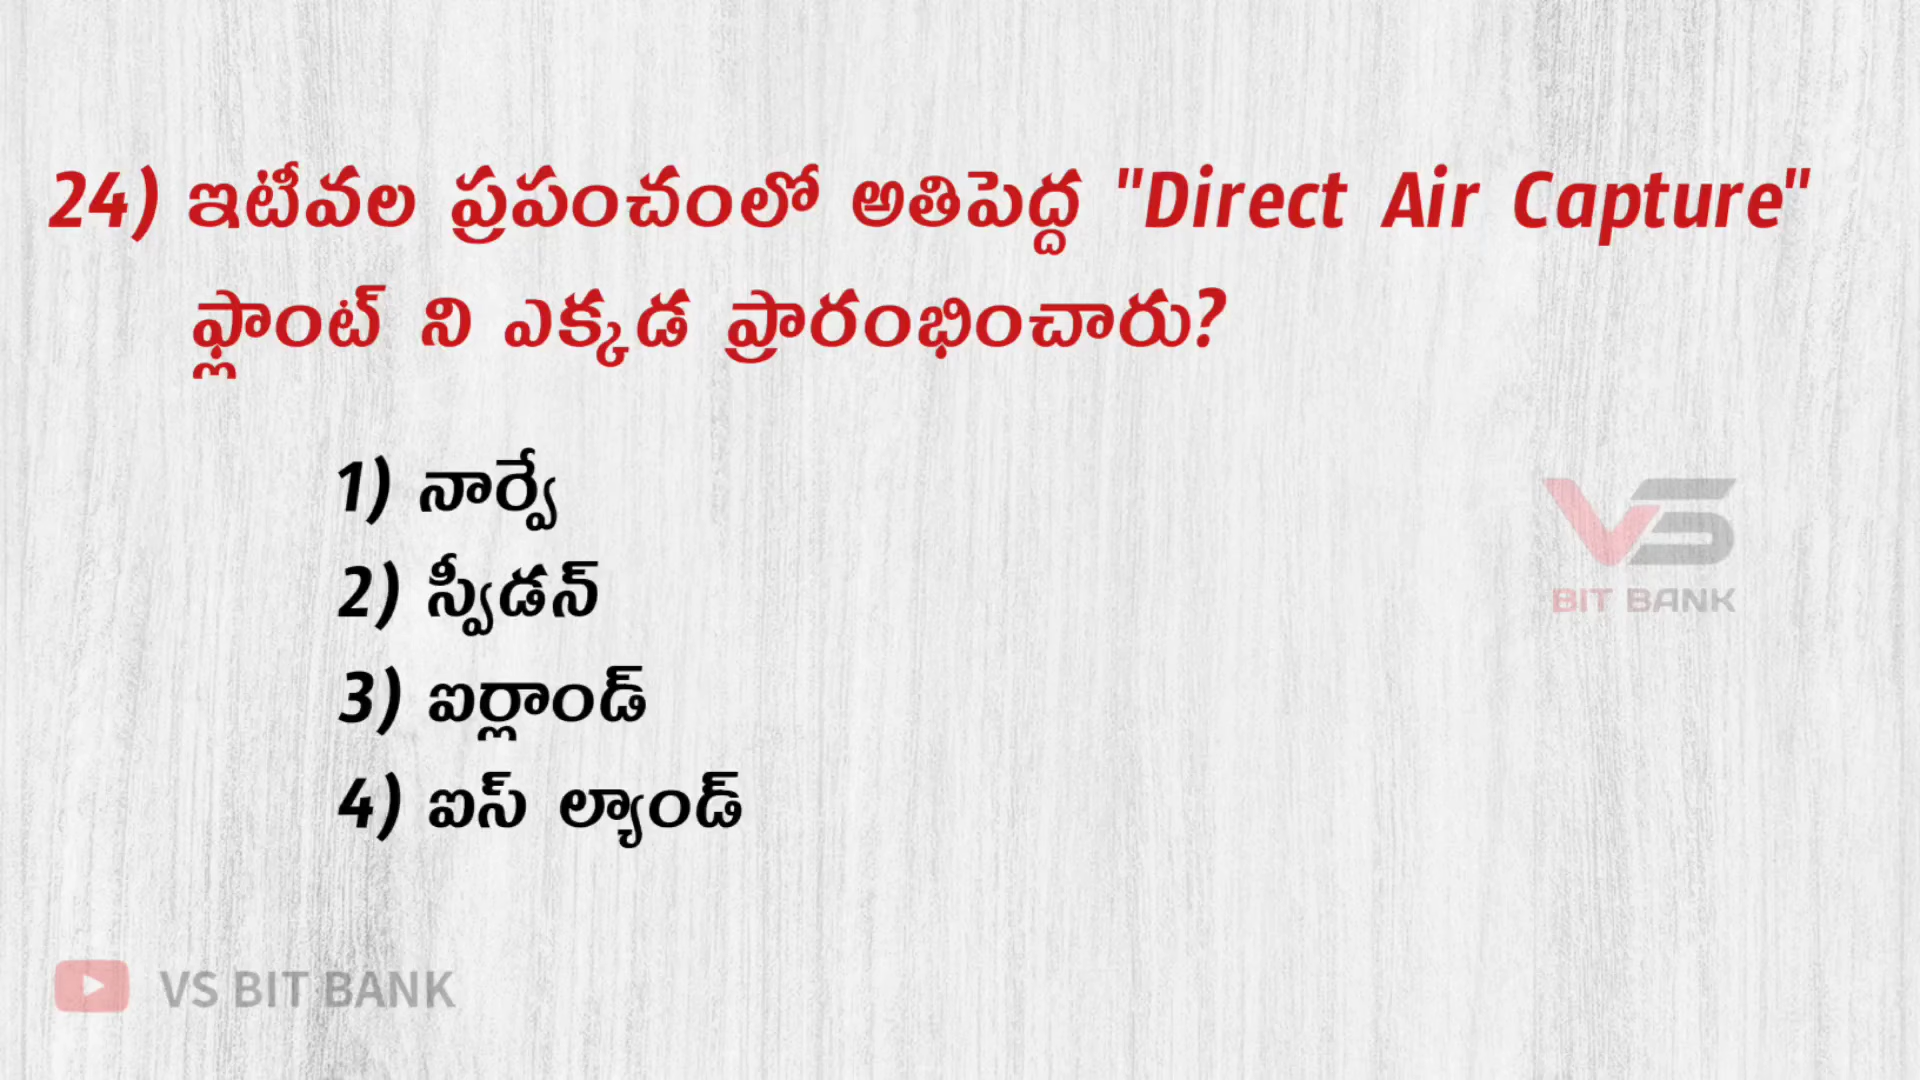 24) ఇటీవల ప్రపంచంలో అతిపెద్ద "Direct Air Capture"
ఫ్లాంట్ ని ఎక్కడ ప్రారంభించారు?
1) నార్వే
2) స్వీడన్
3) ఐర్లాండ్
4) ఐస్ ల్యాండ్
VS
BIT BANK
VS BIT BANK